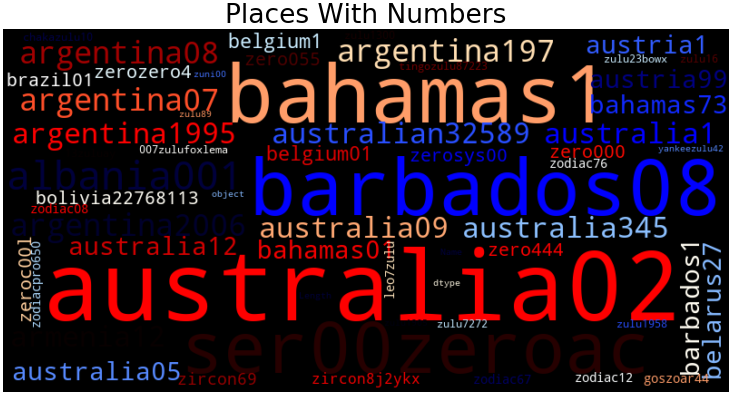 Places With Numbers
argentina08
belgium1
zero055
argentina197
austria1
zulu23bowx
zulu16
brazil01
zerozero4
zuni00
tingozulu87223
austria99
argentina07
zulu89
bahamas1
bahamas73
argentina1995
australian32589
australia1
007zulufoxlema
belgium01
zerosys00
zero000
yankeezulu42
zodiac76
albania001
barbados08
bolivia22768113
object
zodiac08
argentina2006
australia09
australia345
australia12
bahamas01
zero444
zeroc001
zodiacpro650
leo7zulu
australia02
dtype
barbados1
belarus27
zulu7272
zulu1958
ser00zeroac
australia05
zircon69
zircon8j2ykx
zodiac67
zodiac12
goszoar44